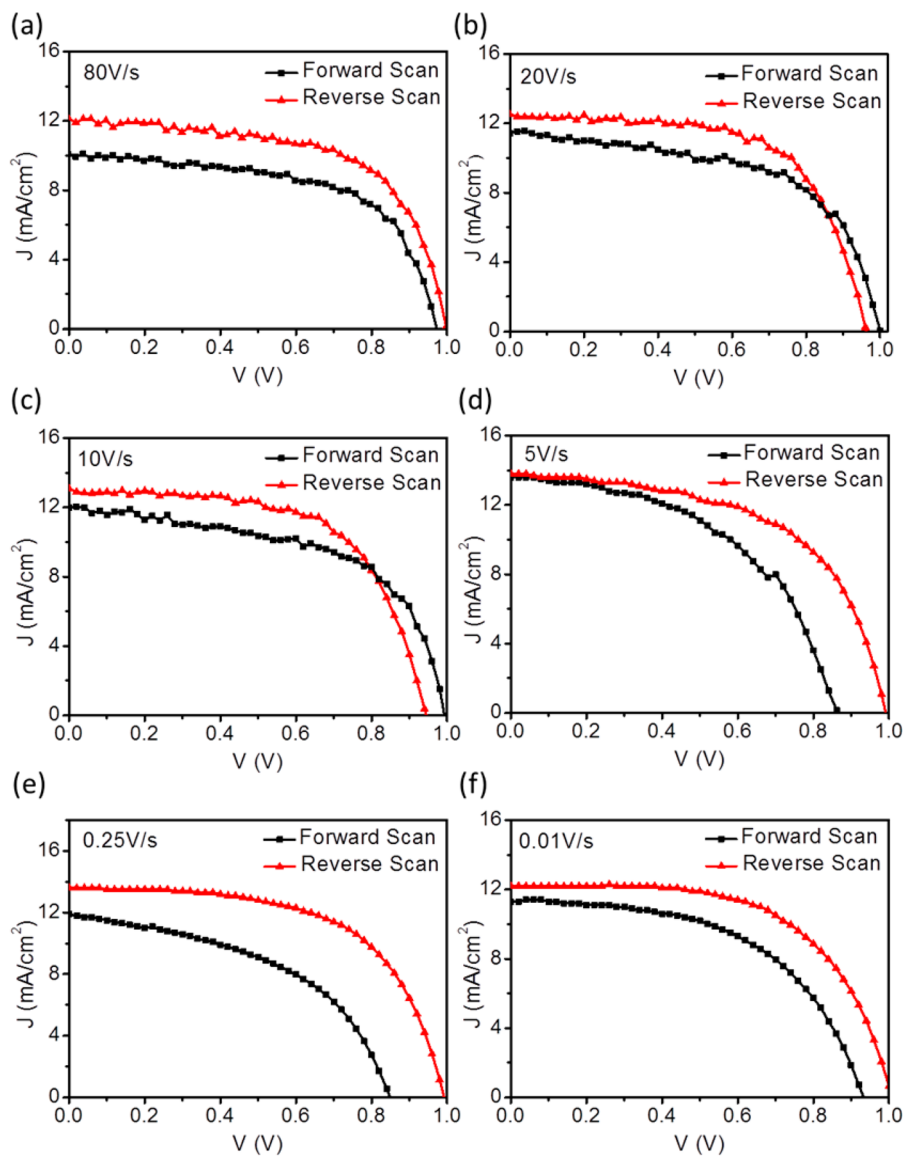 (a)
80V/s
Forward Scan
Reverse Scan
J (mA/cm²)
16
12
8
4
0
0.0 0.2 0.4 0.6 0.8 1.0
V (V)
(b)
20V/s
Forward Scan
Reverse Scan
J (mA/cm²)
16
12
8
4
0
0.0 0.2 0.4 0.6 0.8 1.0
V (V)
(c)
10V/s
Forward Scan
Reverse Scan
J (mA/cm²)
16
12
8
4
0
0.0 0.2 0.4 0.6 0.8 1.0
V (V)
(d)
5V/s
Forward Scan
Reverse Scan
J (mA/cm²)
16
12
8
4
0
0.0 0.2 0.4 0.6 0.8 1.0
V (V)
(e)
0.25V/s
Forward Scan
Reverse Scan
J (mA/cm²)
16
12
8
4
0
0.0 0.2 0.4 0.6 0.8 1.0
V (V)
(f)
0.01V/s
Forward Scan
Reverse Scan
J (mA/cm²)
16
12
8
4
0
0.0 0.2 0.4 0.6 0.8 1.0
V (V)